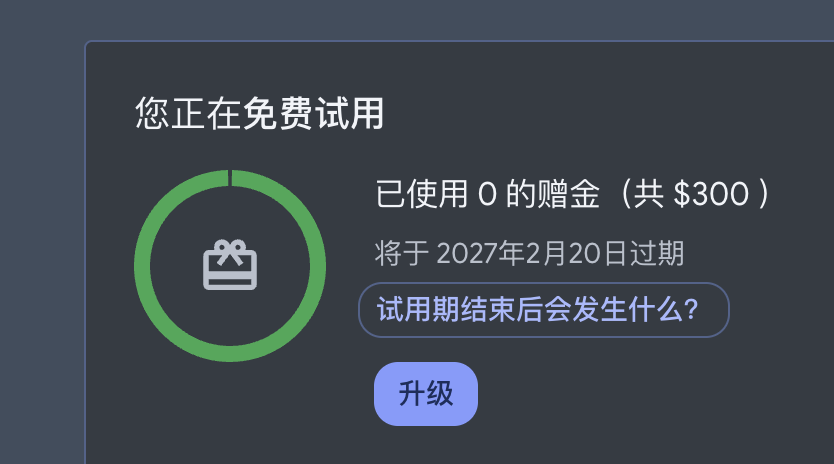 您正在免费试用
已使用 0 的赠金（共 $300 ）
将于 2027年2月20日过期
试用期结束后会发生什么?
升级